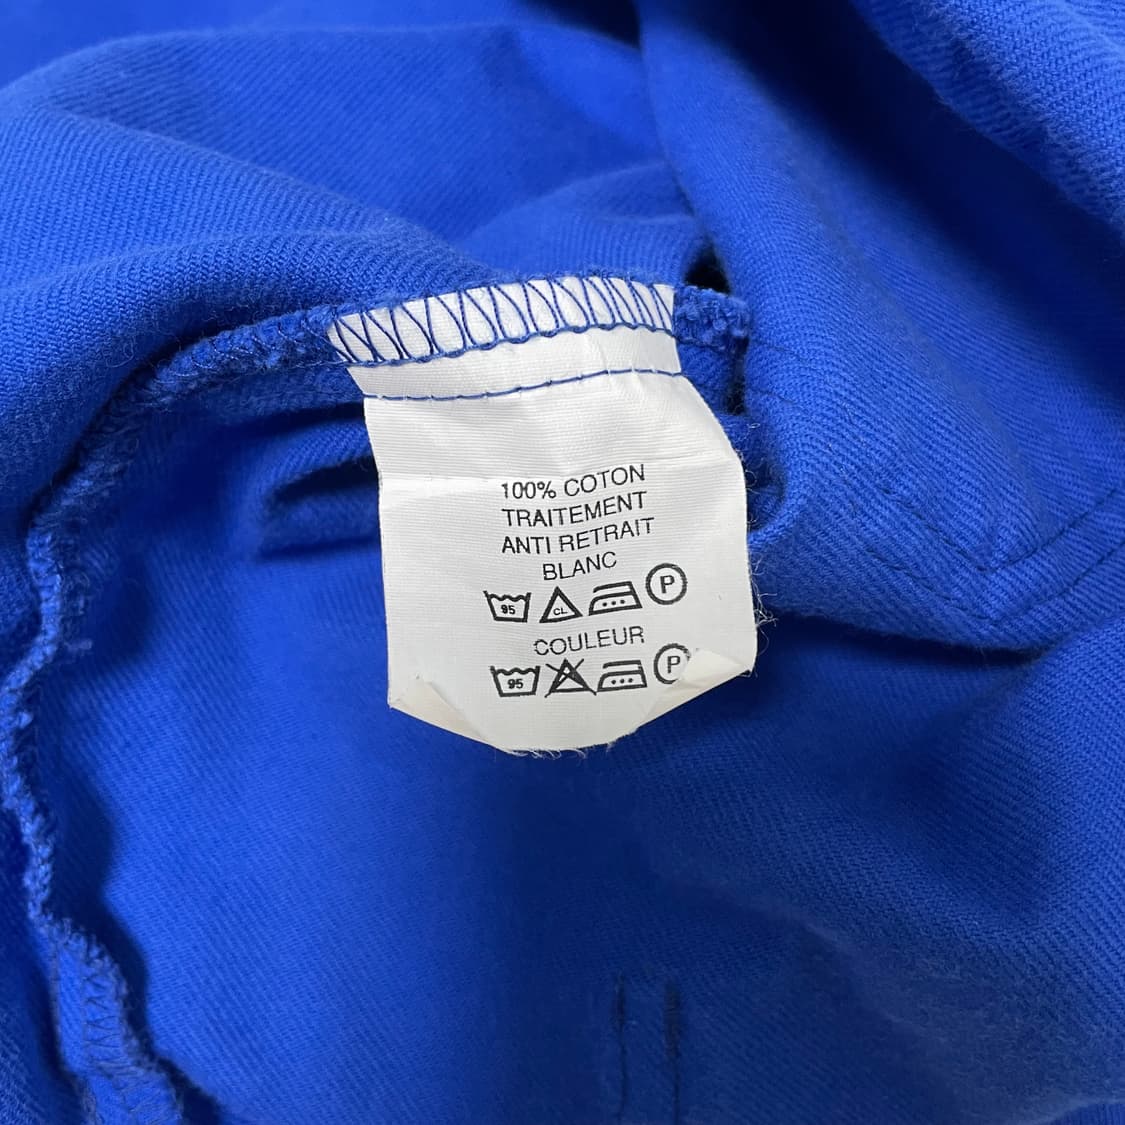 100% COTON
TRAITEMENT
ANTI RETRAIT
BLANC
95 CL P
COULEUR
95 P